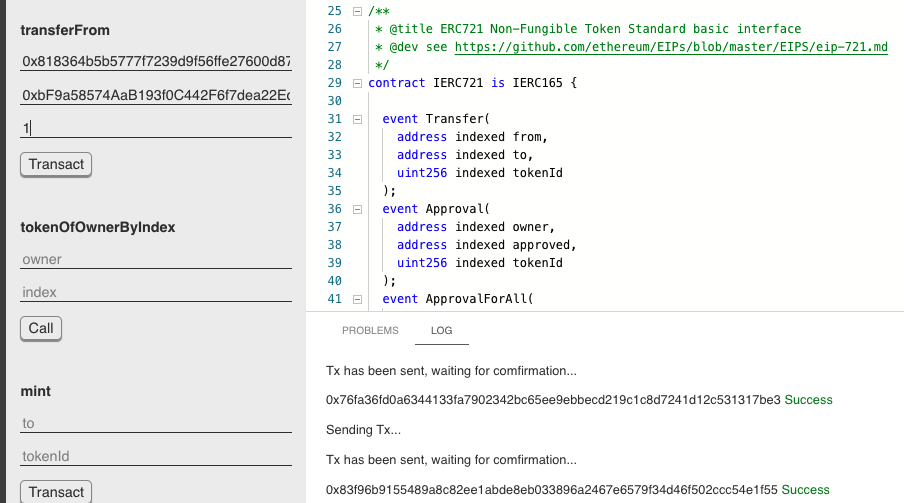 transferFrom
0x818364b5b5777f7239d9f56ffe27600d87
0xbF9a58574AaB193f0C442F6f7dea22Ec
1
Transact
tokenOfOwnerByIndex
owner
index
Call
mint
to
tokenId
Transact
25 /**
26 * @title ERC721 Non-Fungible Token Standard basic interface
27 * @dev see https://github.com/ethereum/EIPs/blob/master/EIPS/eip-721.md
28 */
29 contract IERC721 is IERC165 {
30
31 event Transfer(
32 address indexed from,
33 address indexed to,
34 uint256 indexed tokenId
35 );
36 event Approval(
37 address indexed owner,
38 address indexed approved,
39 uint256 indexed tokenId
40 );
41 event ApprovalForAll(
PROBLEMS LOG
Tx has been sent, waiting for comfirmation...
0x76fa36fd0a6344133fa7902342bc65ee9ebbecd219c1c8d7241d12c531317be3 Success
Sending Tx...
Tx has been sent, waiting for comfirmation...
0x83f96b9155489a8c82ee1abde8eb033896a2467e6579f34d46f502ccc54e1f55 Success